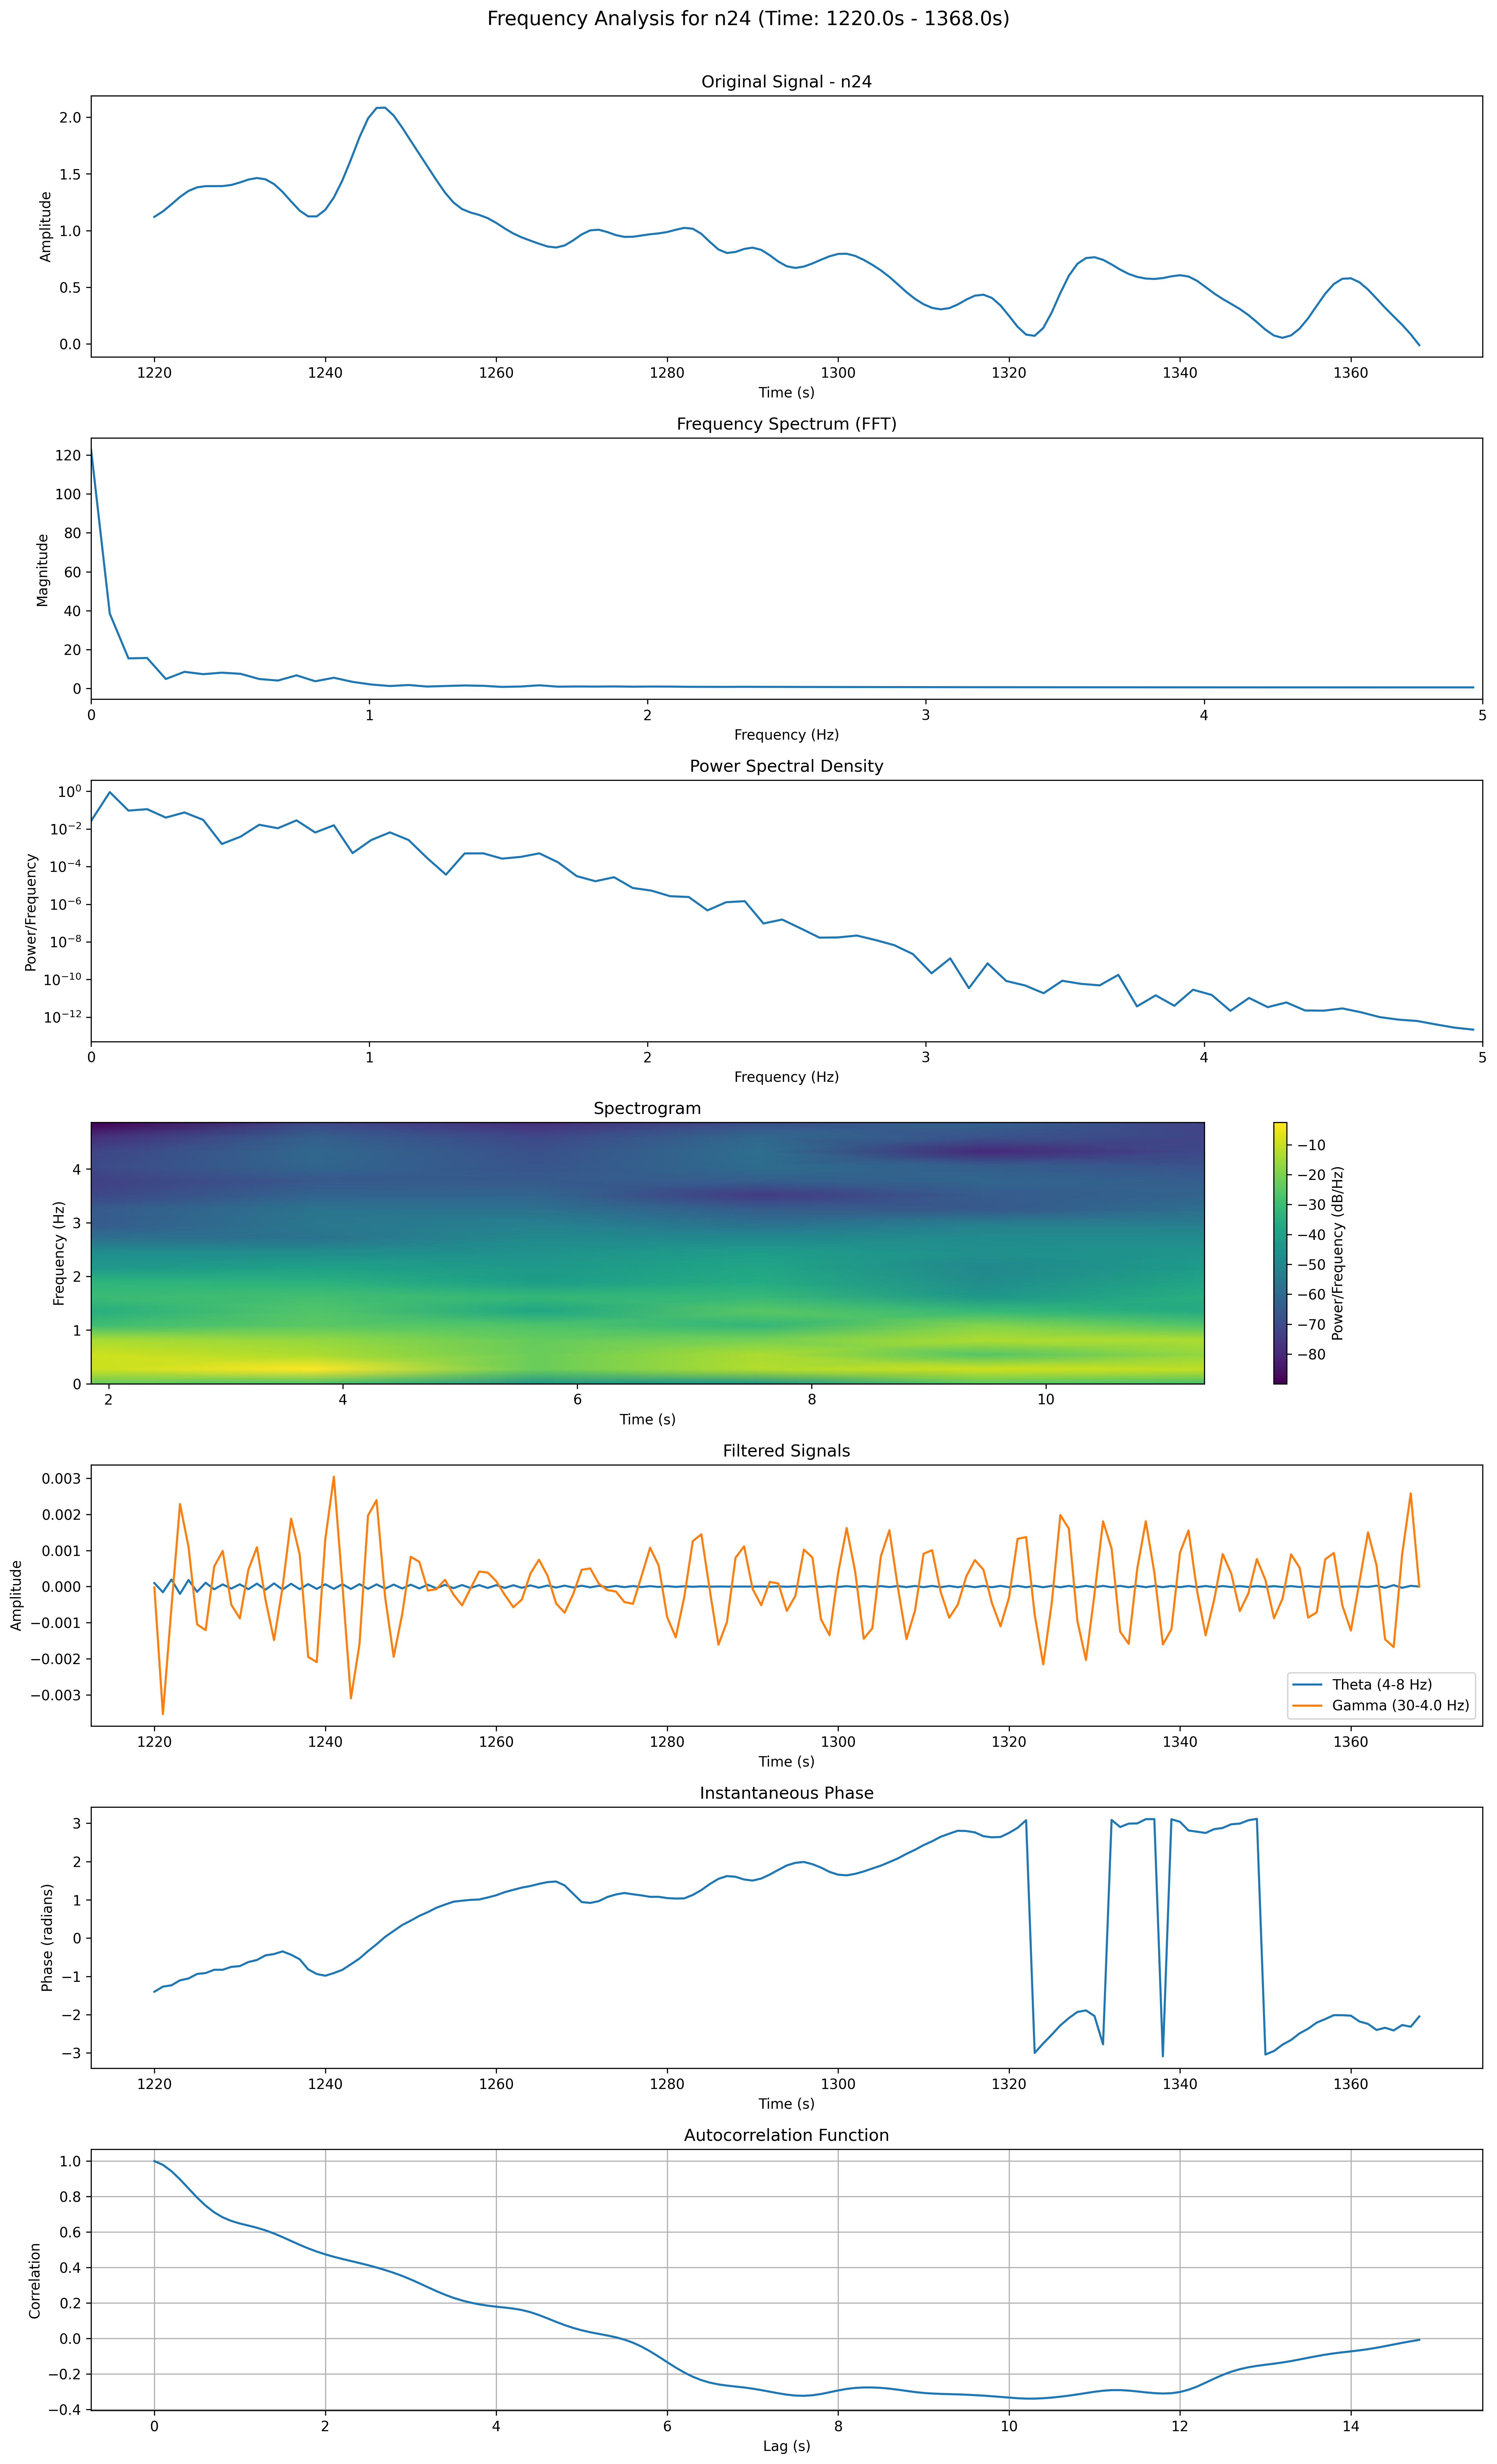 Frequency Analysis for n24 (Time: 1220.0s - 1368.0s)
Original Signal - n24
Amplitude
2.0
1.5
1.0
0.5
0.0
1220 1240 1260 1280 1300 1320 1340 1360
Time (s)
Frequency Spectrum (FFT)
Magnitude
120
100
80
60
40
20
0
0 1 2 3 4 5
Frequency (Hz)
Power Spectral Density
Power/Frequency
10⁰
10⁻²
10⁻⁴
10⁻⁶
10⁻⁸
10⁻¹⁰
10⁻¹²
0 1 2 3 4 5
Frequency (Hz)
Spectrogram
Frequency (Hz)
4
3
2
1
0
2 4 6 8 10
Time (s)
−10
−20
−30
−40
−50
−60
−70
−80
Power/Frequency (dB/Hz)
Filtered Signals
Amplitude
0.003
0.002
0.001
0.000
−0.001
−0.002
−0.003
Theta (4-8 Hz)
Gamma (30-4.0 Hz)
1220 1240 1260 1280 1300 1320 1340 1360
Time (s)
Instantaneous Phase
Phase (radians)
3
2
1
0
−1
−2
−3
1220 1240 1260 1280 1300 1320 1340 1360
Time (s)
Autocorrelation Function
Correlation
1.0
0.8
0.6
0.4
0.2
0.0
−0.2
−0.4
0 2 4 6 8 10 12 14
Lag (s)